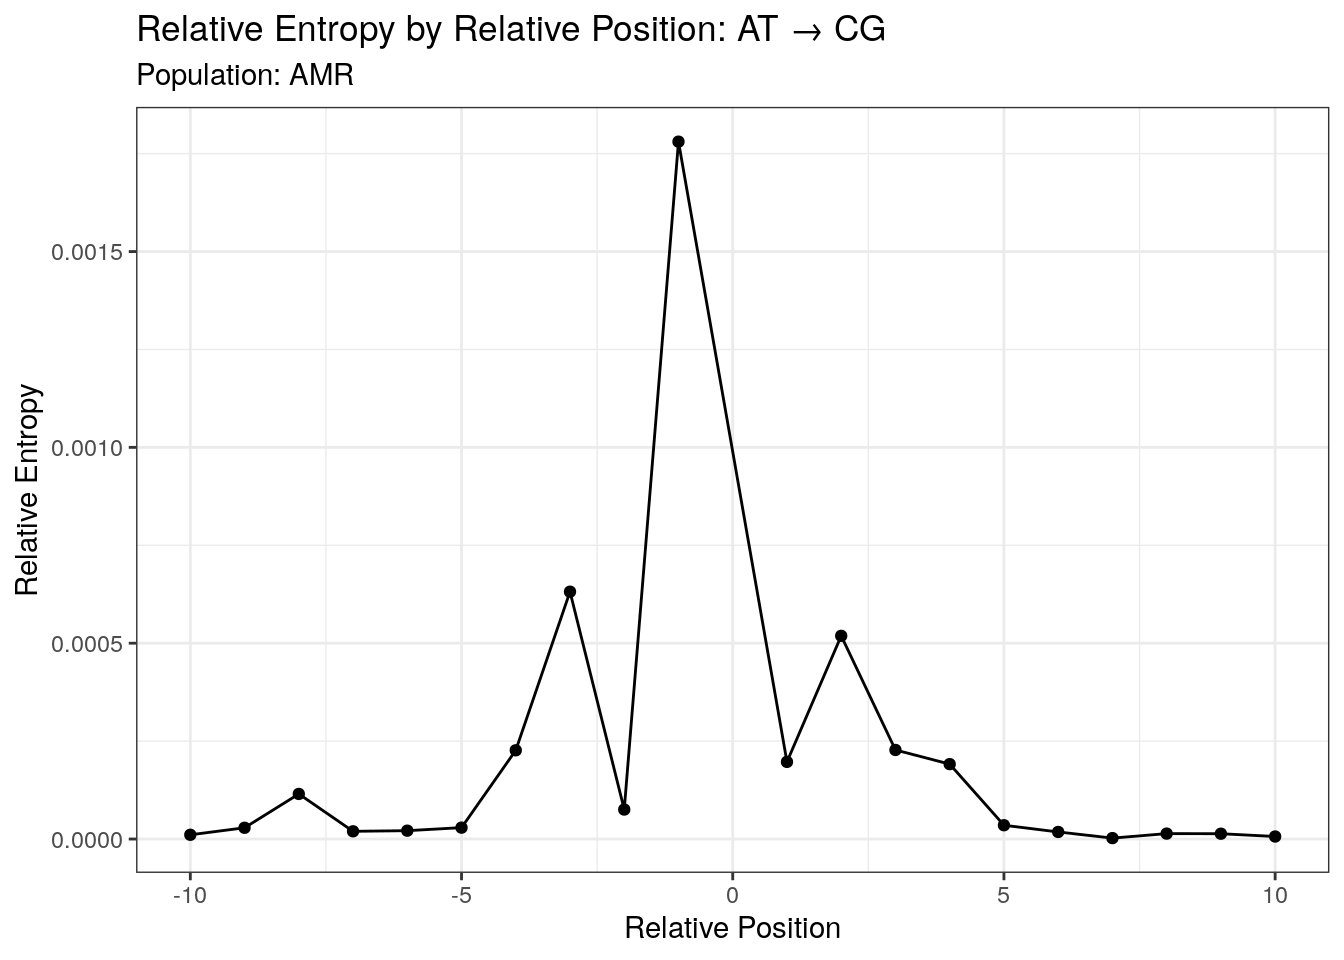 Relative Entropy by Relative Position: AT → CG
Population: AMR
0.0015
0.0010
0.0005
0.0000
Relative Entropy
-10 -5 0 5 10
Relative Position